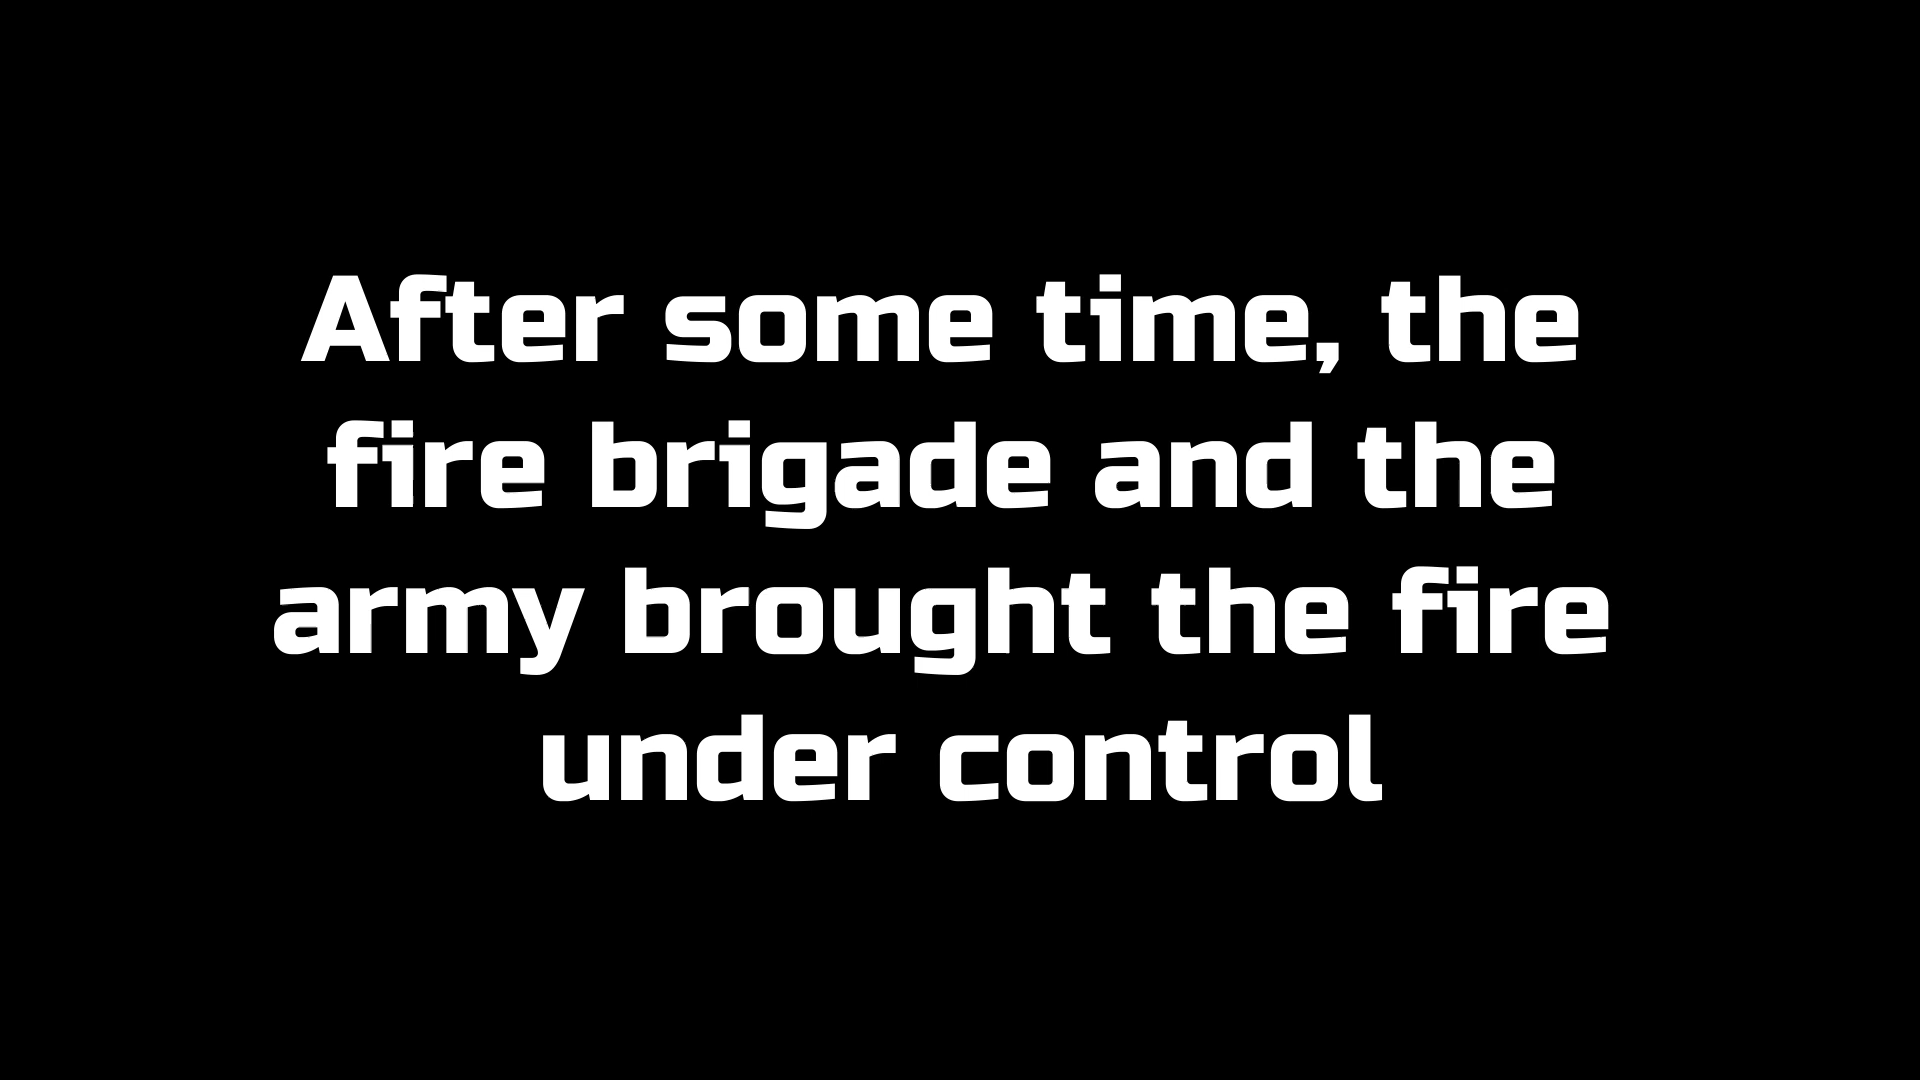 After some time, the
fire brigade and the
army brought the fire
under control